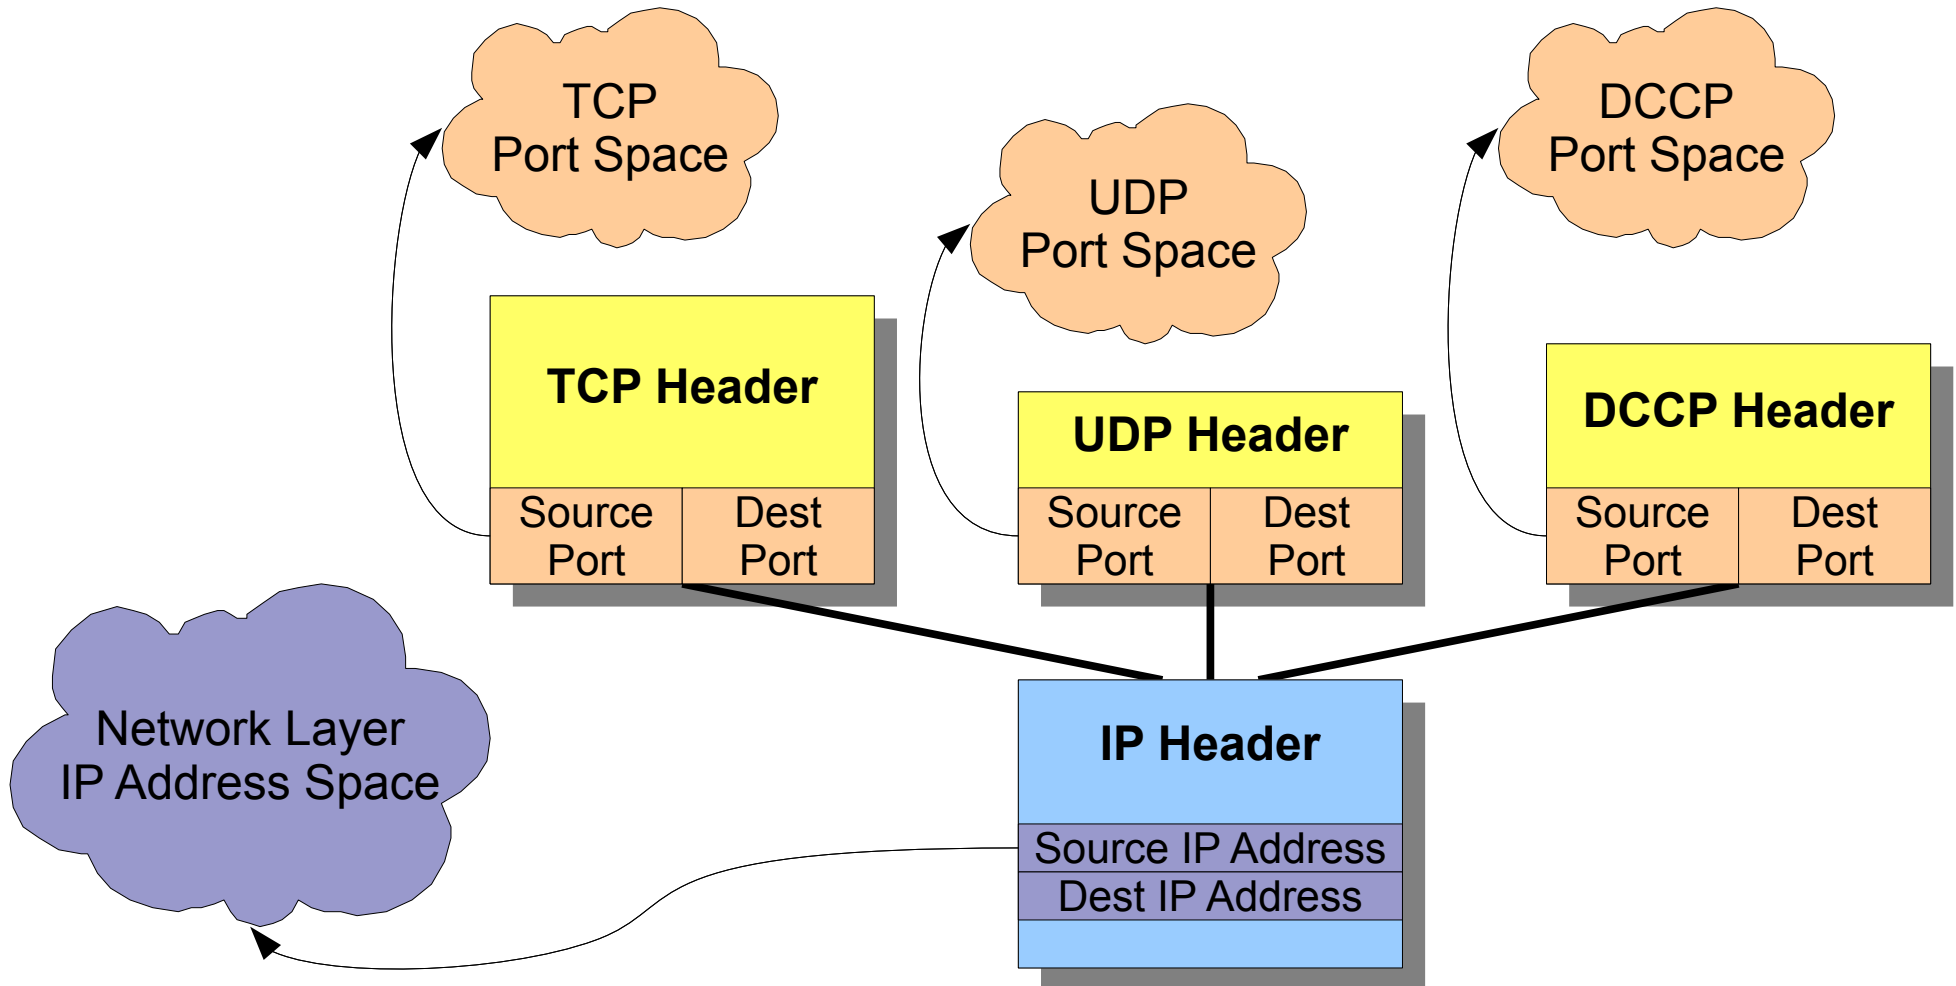 TCP
Port Space
UDP
Port Space
DCCP
Port Space
TCP Header
Source
Port
Dest
Port
UDP Header
Source
Port
Dest
Port
DCCP Header
Source
Port
Dest
Port
Network Layer
IP Address Space
IP Header
Source IP Address
Dest IP Address